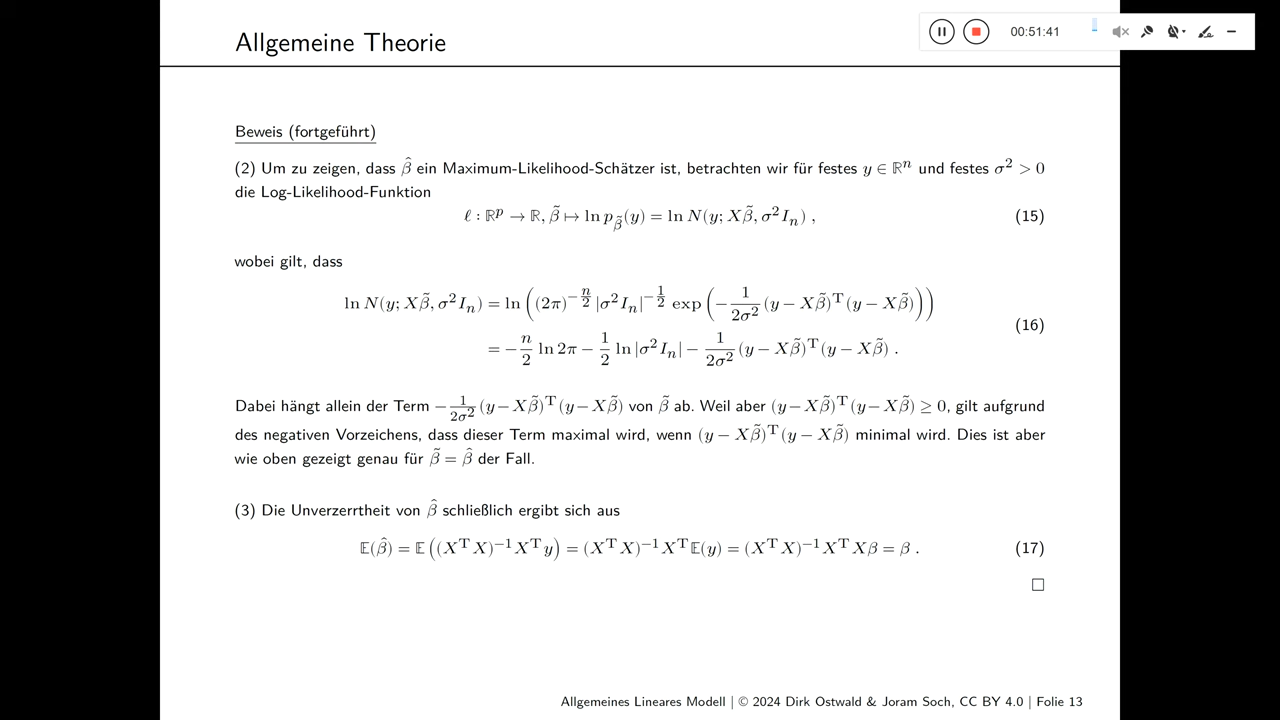 Allgemeine Theorie
00:51:41
Beweis (fortgeführt)
(2) Um zu zeigen, dass β̂ ein Maximum-Likelihood-Schätzer ist, betrachten wir für festes y ∈ ℝⁿ und festes σ² > 0
die Log-Likelihood-Funktion
ℓ : ℝᵖ → ℝ, β̃ ↦ ln p_β̃(y) = ln N(y; Xβ̃, σ²Iₙ) , (15)
wobei gilt, dass
ln N(y; Xβ̃, σ²Iₙ) = ln ((2π)^{-n/2} |σ²Iₙ|^{-1/2} exp (−1/(2σ²) (y − Xβ̃)ᵀ(y − Xβ̃)))
= −n/2 ln 2π − 1/2 ln |σ²Iₙ| − 1/(2σ²) (y − Xβ̃)ᵀ(y − Xβ̃) . (16)
Dabei hängt allein der Term −1/(2σ²) (y − Xβ̃)ᵀ(y − Xβ̃) von β̃ ab. Weil aber (y − Xβ̃)ᵀ(y − Xβ̃) ≥ 0, gilt aufgrund
des negativen Vorzeichens, dass dieser Term maximal wird, wenn (y − Xβ̃)ᵀ(y − Xβ̃) minimal wird. Dies ist aber
wie oben gezeigt genau für β̃ = β̂ der Fall.
(3) Die Unverzerrtheit von β̂ schließlich ergibt sich aus
𝔼(β̂) = 𝔼 ((XᵀX)⁻¹Xᵀy) = (XᵀX)⁻¹Xᵀ𝔼(y) = (XᵀX)⁻¹XᵀXβ = β . (17)
□
Allgemeines Lineares Modell | © 2024 Dirk Ostwald & Joram Soch, CC BY 4.0 | Folie 13